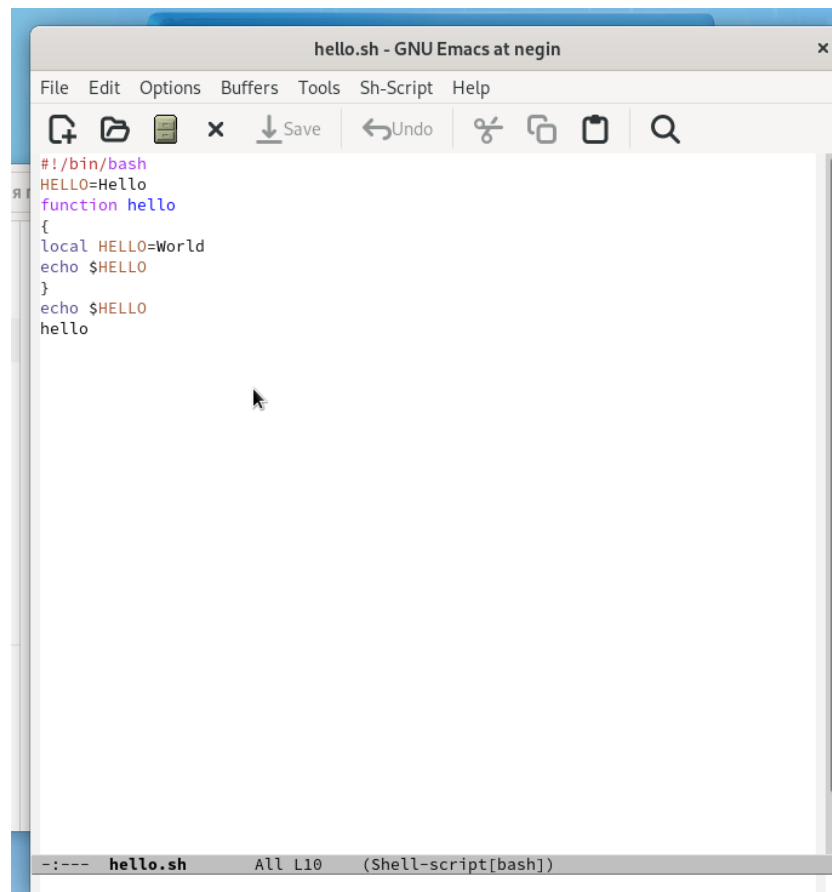 hello.sh - GNU Emacs at negin
File Edit Options Buffers Tools Sh-Script Help
Save Undo
#!/bin/bash
HELLO=Hello
function hello
{
local HELLO=World
echo $HELLO
}
echo $HELLO
hello
-:--- hello.sh All L10 (Shell-script[bash])